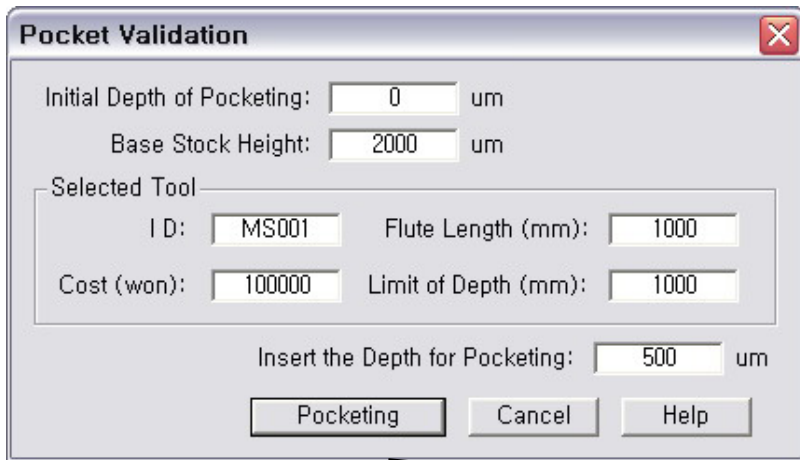 Pocket Validation
Initial Depth of Pocketing: 0 um
Base Stock Height: 2000 um
Selected Tool
ID: MS001 Flute Length (mm): 1000
Cost (won): 100000 Limit of Depth (mm): 1000
Insert the Depth for Pocketing: 500 um
Pocketing Cancel Help